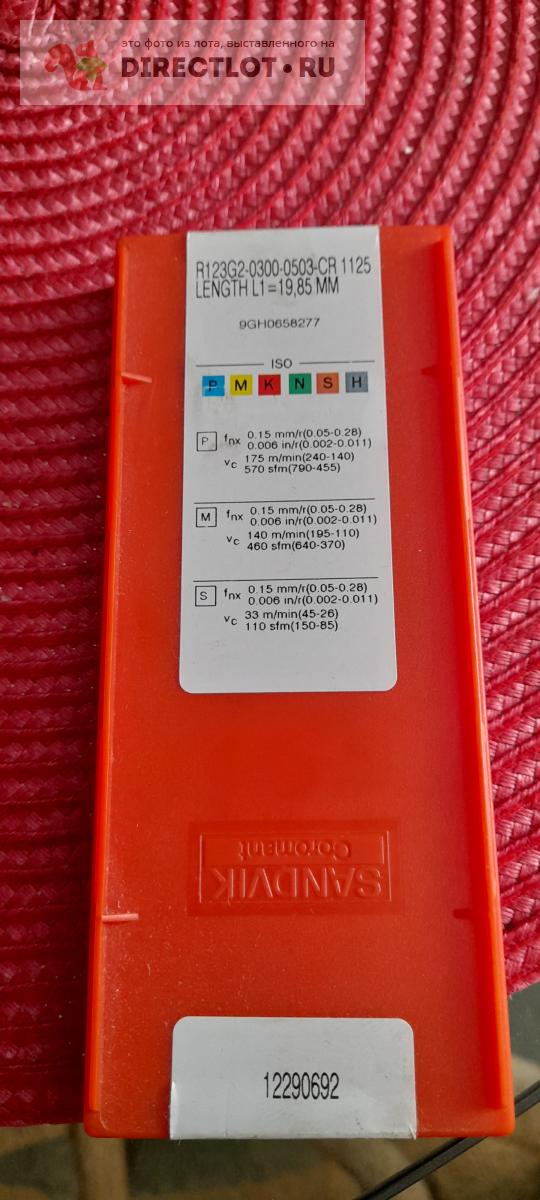 это фото из лота, выставленного на
DIRECTLOT•RU
R123G2-0300-0503-CR 1125
LENGTH L1=19,85 MM
9GH0658277
ISO
P M K N S H
P fnx 0.15 mm/r(0.05-0.28)
0.006 in/r(0.002-0.011)
vc 175 m/min(240-140)
570 sfm(790-455)
M fnx 0.15 mm/r(0.05-0.28)
0.006 in/r(0.002-0.011)
vc 140 m/min(195-110)
460 sfm(640-370)
S fnx 0.15 mm/r(0.05-0.28)
0.006 in/r(0.002-0.011)
vc 33 m/min(45-26)
110 sfm(150-85)
SANDVIK
Coromant
12290692